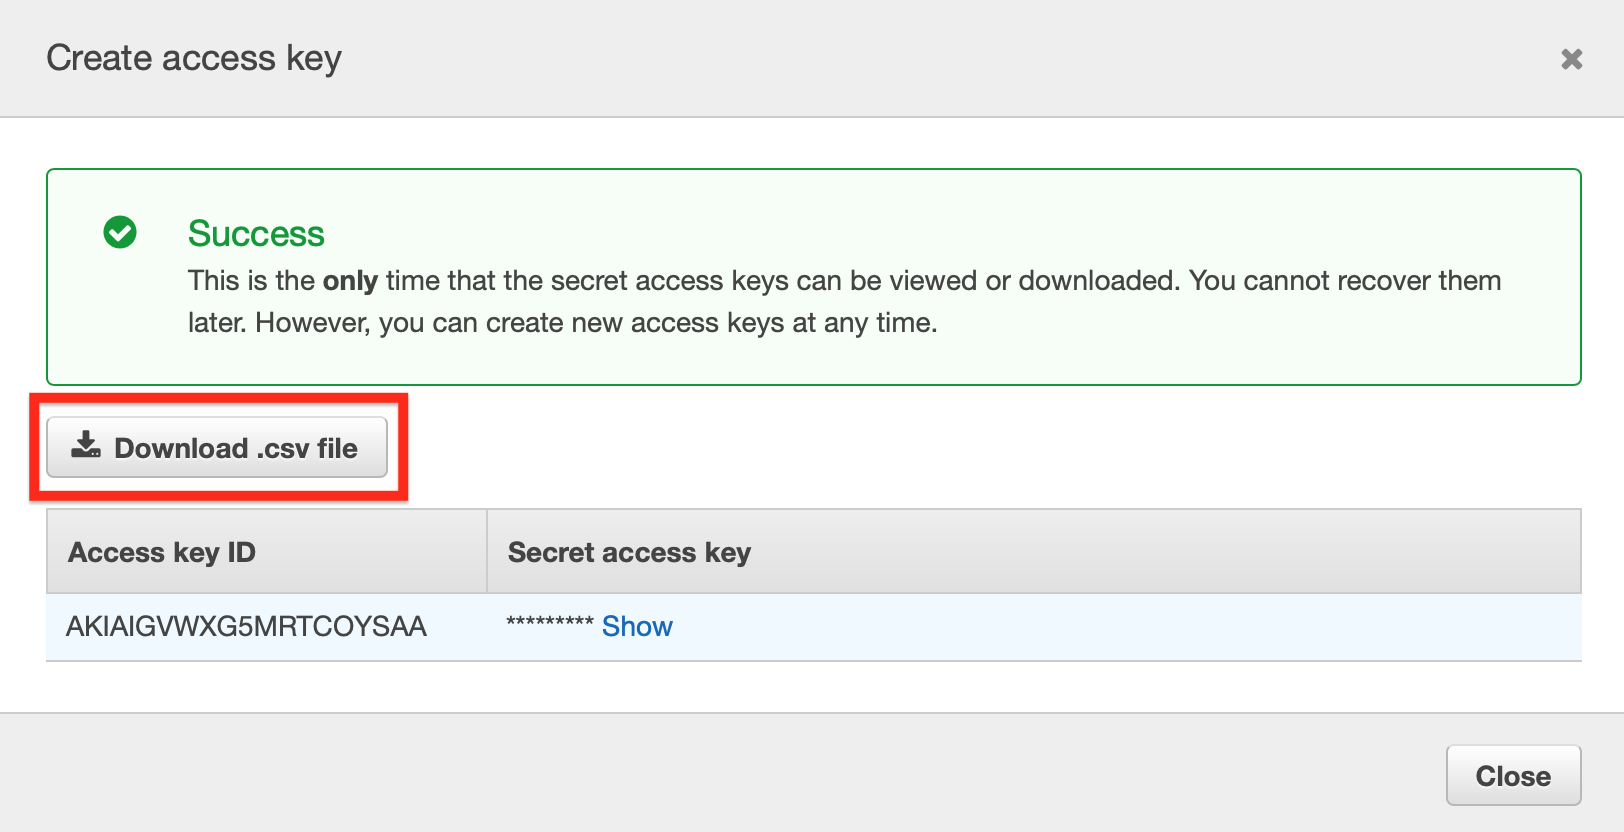 Create access key
Success
This is the only time that the secret access keys can be viewed or downloaded. You cannot recover them
later. However, you can create new access keys at any time.
Download .csv file
Access key ID Secret access key
AKIAIGVWXG5MRTCOYSAA ********* Show
Close